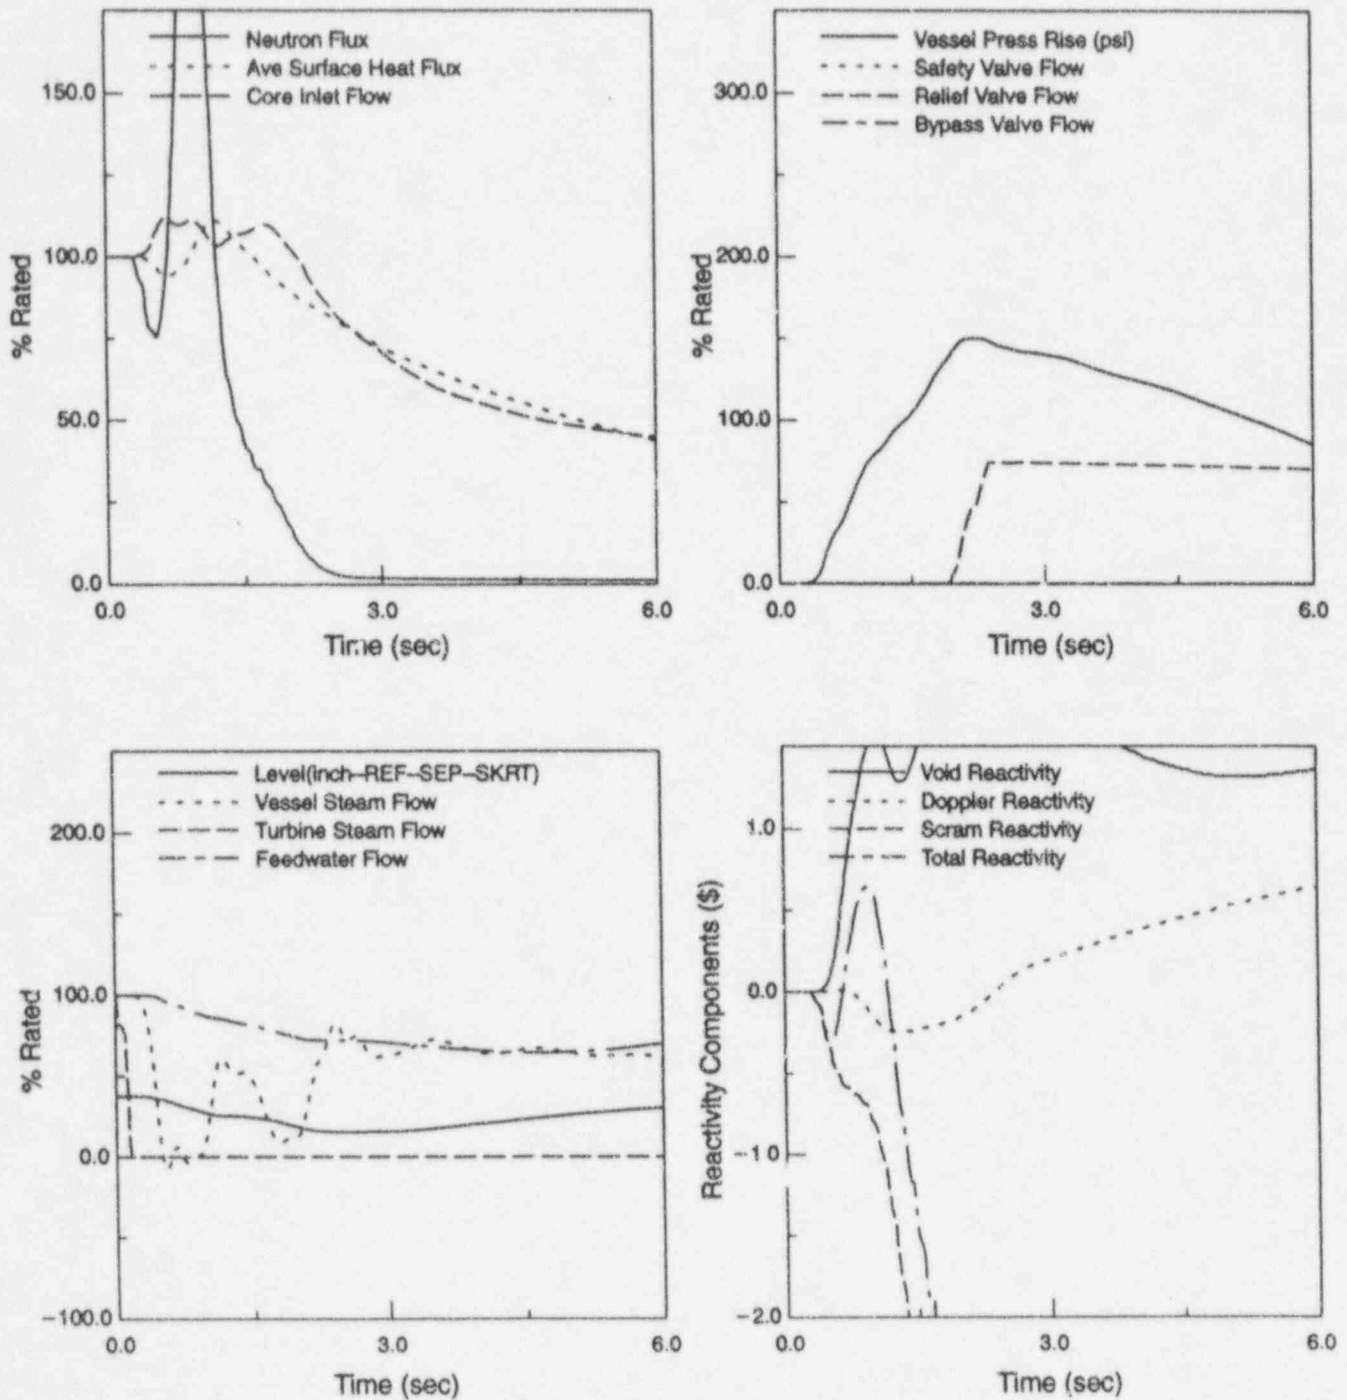 Neutron Flux
Ave Surface Heat Flux
Core Inlet Flow
150.0
100.0
50.0
0.0
% Rated
0.0 3.0 6.0
Time (sec)
Vessel Press Rise (psi)
Safety Valve Flow
Relief Valve Flow
Bypass Valve Flow
300.0
200.0
100.0
0.0
% Rated
0.0 3.0 6.0
Time (sec)
Level(inch-REF-SEP-SKRT)
Vessel Steam Flow
Turbine Steam Flow
Feedwater Flow
200.0
100.0
0.0
-100.0
% Rated
0.0 3.0 6.0
Time (sec)
Void Reactivity
Doppler Reactivity
Scram Reactivity
Total Reactivity
1.0
0.0
-1 0
-2.0
Reactivity Components ($)
0.0 3.0 6.0
Time (sec)